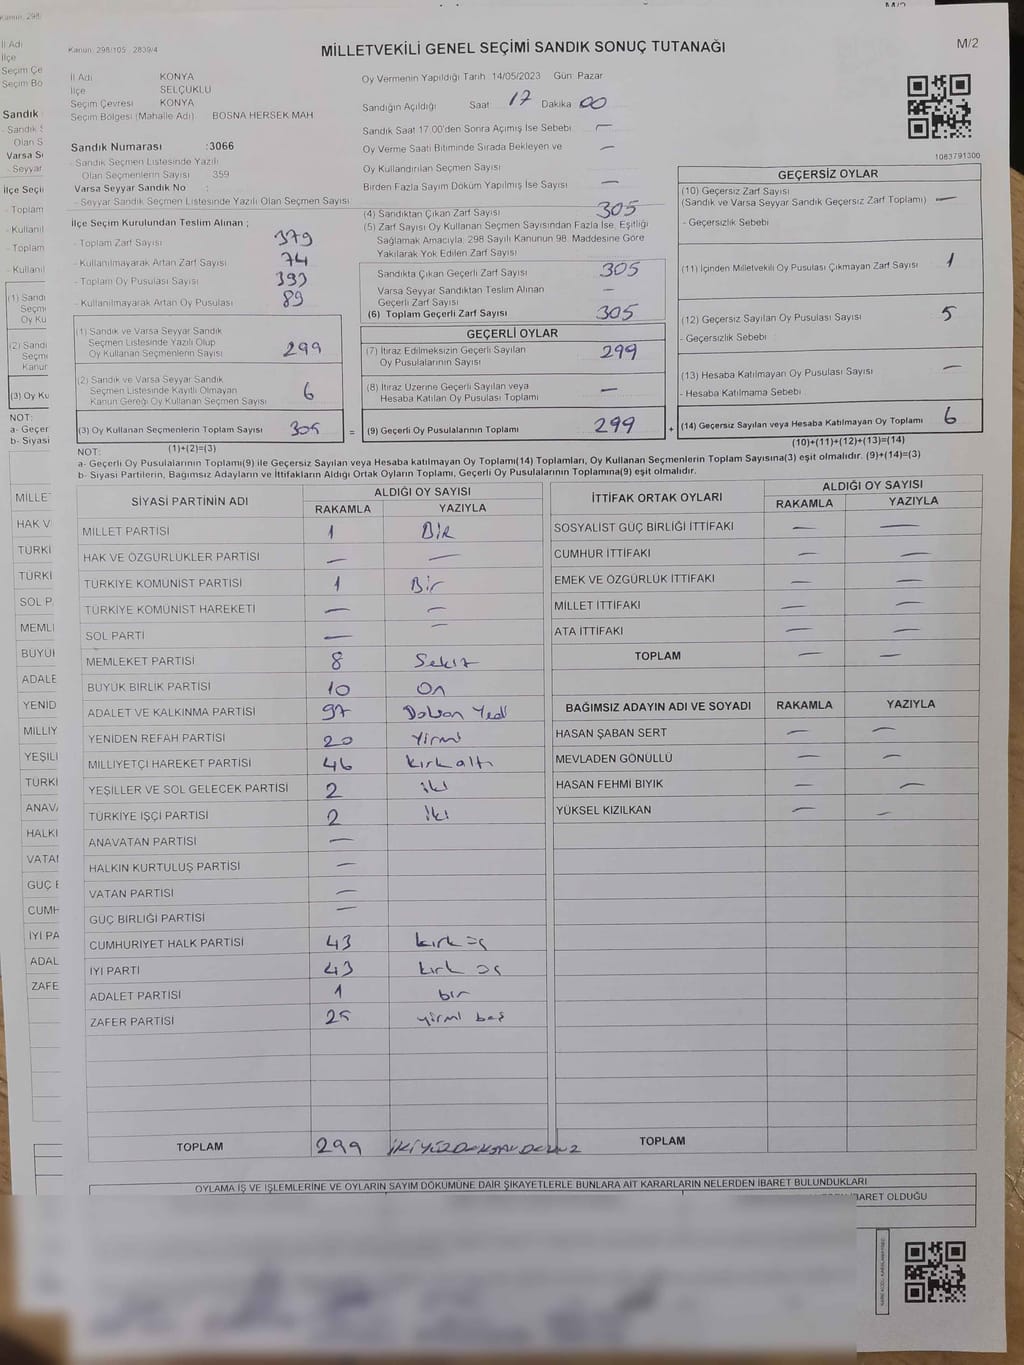 Kanun: 298/105 2839/4
MİLLETVEKİLİ GENEL SEÇİMİ SANDIK SONUÇ TUTANAĞI
M/2
İl Adı KONYA
İlçe SELÇUKLU
Seçim Çevresi KONYA
Seçim Bölgesi (Mahalle Adı) BOSNA HERSEK MAH
Sandık Numarası :3066
- Sandık Seçmen Listesinde Yazılı
Olan Seçmenlerin Sayısı 359
Varsa Seyyar Sandık No :
- Seyyar Sandık Seçmen Listesinde Yazılı Olan Seçmen Sayısı
İlçe Seçim Kurulundan Teslim Alınan ;
- Toplam Zarf Sayısı 379
- Kullanılmayarak Artan Zarf Sayısı 74
- Toplam Oy Pusulası Sayısı 393
- Kullanılmayarak Artan Oy Pusulası 89
(1) Sandık ve Varsa Seyyar Sandık
Seçmen Listesinde Yazılı Olup
Oy Kullanan Seçmenlerin Sayısı 299
(2) Sandık ve Varsa Seyyar Sandık
Seçmen Listesinde Kayıtlı Olmayan
Kanun Gereği Oy Kullanan Seçmen Sayısı 6
(3) Oy Kullanan Seçmenlerin Toplam Sayısı 305 =
(1)+(2)=(3)
Oy Vermenin Yapıldığı Tarih 14/05/2023 Gün: Pazar
Sandığın Açıldığı Saat: 17 Dakika 00
Sandık Saat 17.00'den Sonra Açımış İse Sebebi —
Oy Verme Saati Bitiminde Sırada Bekleyen ve —
Oy Kullandırılan Seçmen Sayısı
Birden Fazla Sayım Döküm Yapılmış İse Sayısı —
(4) Sandıktan Çıkan Zarf Sayısı 305
(5) Zarf Sayısı Oy Kullanan Seçmen Sayısından Fazla İse, Eşitliği
Sağlamak Amacıyla, 298 Sayılı Kanunun 98. Maddesine Göre
Yakılarak Yok Edilen Zarf Sayısı
Sandıkta Çıkan Geçerli Zarf Sayısı 305
Varsa Seyyar Sandıktan Teslim Alınan —
Geçerli Zarf Sayısı
(6) Toplam Geçerli Zarf Sayısı 305
GEÇERLİ OYLAR
(7) İtiraz Edilmeksizin Geçerli Sayılan 299
Oy Pusulalarının Sayısı
(8) İtiraz Üzerine Geçerli Sayılan veya —
Hesaba Katılan Oy Pusulası Toplamı
(9) Geçerli Oy Pusulalarının Toplamı 299 +
1083791300
GEÇERSİZ OYLAR
(10) Geçersiz Zarf Sayısı
(Sandık ve Varsa Seyyar Sandık Geçersiz Zarf Toplamı) —
- Geçersizlik Sebebi
(11) İçinden Milletvekili Oy Pusulası Çıkmayan Zarf Sayısı 1
(12) Geçersiz Sayılan Oy Pusulası Sayısı 5
- Geçersizlik Sebebi
(13) Hesaba Katılmayan Oy Pusulası Sayısı —
- Hesaba Katılmama Sebebi
(14) Geçersiz Sayılan veya Hesaba Katılmayan Oy Toplamı 6
(10)+(11)+(12)+(13)=(14)
NOT:
a- Geçerli Oy Pusulalarının Toplamı(9) ile Geçersiz Sayılan veya Hesaba katılmayan Oy Toplamı(14) Toplamları, Oy Kullanan Seçmenlerin Toplam Sayısına(3) eşit olmalıdır. (9)+(14)=(3)
b- Siyasi Partilerin, Bağımsız Adayların ve İttifakların Aldığı Ortak Oyların Toplamı, Geçerli Oy Pusulalarının Toplamına(9) eşit olmalıdır.
SİYASİ PARTİNİN ADI ALDIĞI OY SAYISI
RAKAMLA YAZIYLA
MİLLET PARTİSİ 1 BİR
HAK VE ÖZGÜRLÜKLER PARTİSİ — —
TÜRKİYE KOMÜNİST PARTİSİ 1 Bir
TÜRKİYE KOMÜNİST HAREKETİ — —
SOL PARTİ — —
MEMLEKET PARTİSİ 8 Sekiz
BÜYÜK BİRLİK PARTİSİ 10 On
ADALET VE KALKINMA PARTİSİ 97 Doksan Yedi
YENİDEN REFAH PARTİSİ 20 Yirmi
MİLLİYETÇİ HAREKET PARTİSİ 46 kırk altı
YEŞİLLER VE SOL GELECEK PARTİSİ 2 iki
TÜRKİYE İŞÇİ PARTİSİ 2 iki
ANAVATAN PARTİSİ —
HALKIN KURTULUŞ PARTİSİ —
VATAN PARTİSİ —
GÜÇ BİRLİĞİ PARTİSİ —
CUMHURİYET HALK PARTİSİ 43 kırk üç
İYİ PARTİ 43 kırk üç
ADALET PARTİSİ 1 bir
ZAFER PARTİSİ 25 yirmi beş
TOPLAM 299 İKİYÜZDOKSAN DOKUZ
İTTİFAK ORTAK OYLARI ALDIĞI OY SAYISI
RAKAMLA YAZIYLA
SOSYALİST GÜÇ BİRLİĞİ İTTİFAKI — —
CUMHUR İTTİFAKI — —
EMEK VE ÖZGÜRLÜK İTTİFAKI — —
MİLLET İTTİFAKI — —
ATA İTTİFAKI — —
TOPLAM — —
BAĞIMSIZ ADAYIN ADI VE SOYADI RAKAMLA YAZIYLA
HASAN ŞABAN SERT — —
MEVLADEN GÖNÜLLÜ — —
HASAN FEHMİ BIYIK — —
YÜKSEL KIZILKAN — —
TOPLAM
OYLAMA İŞ VE İŞLEMLERİNE VE OYLARIN SAYIM DÖKÜMÜNE DAİR ŞİKAYETLERLE BUNLARA AİT KARARLARIN NELERDEN İBARET BULUNDUKLARI
İBARET OLDUĞU